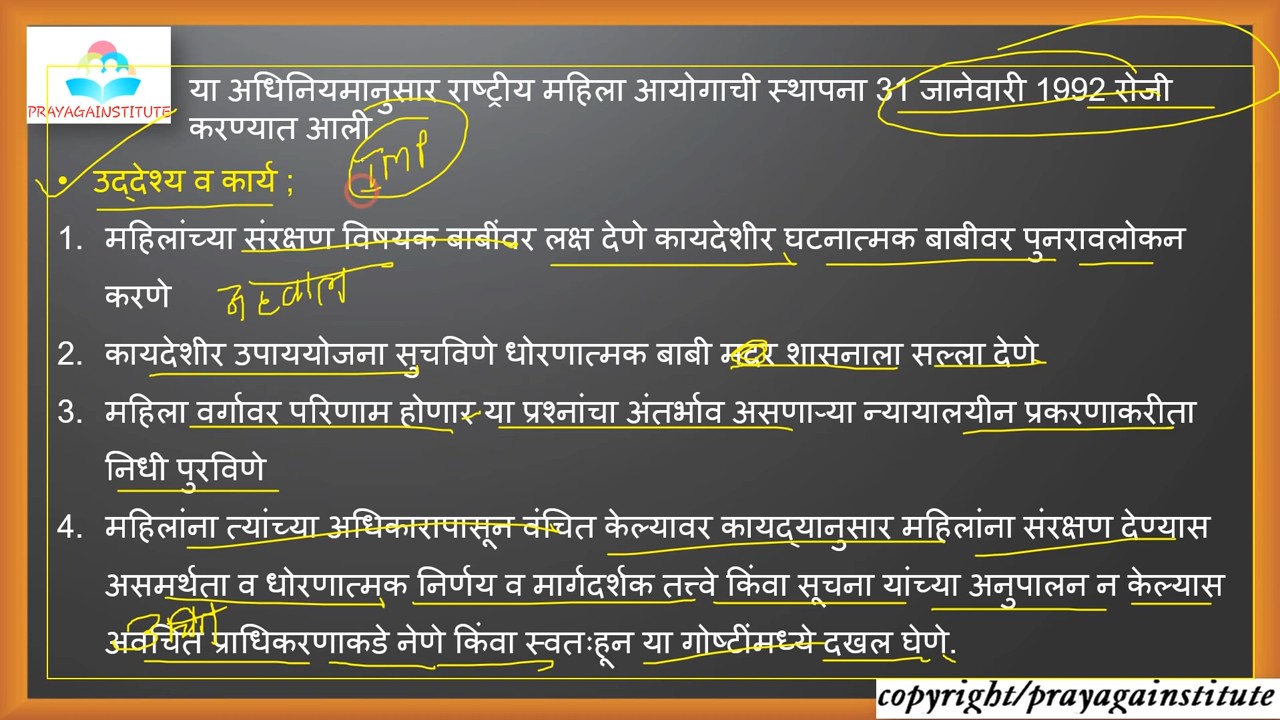 PRAYAGAINSTITUTE
या अधिनियमानुसार राष्ट्रीय महिला आयोगाची स्थापना 31 जानेवारी 1992 रोजी
करण्यात आली
• उद्देश्य व कार्य ;
IMP
1. महिलांच्या संरक्षण विषयक बाबींवर लक्ष देणे कायदेशीर घटनात्मक बाबीवर पुनरावलोकन
करणे
2. कायदेशीर उपाययोजना सुचविणे धोरणात्मक बाबी शासनाला सल्ला देणे
3. महिला वर्गावर परिणाम होणार या प्रश्नांचा अंतर्भाव असणाऱ्या न्यायालयीन प्रकरणाकरीता
निधी पुरविणे
4. महिलांना त्यांच्या अधिकारापासून वंचित केल्यावर कायद्यानुसार महिलांना संरक्षण देण्यास
असमर्थता व धोरणात्मक निर्णय व मार्गदर्शक तत्त्वे किंवा सूचना यांच्या अनुपालन न केल्यास
उचित
अवचित प्राधिकरणाकडे नेणे किंवा स्वतःहून या गोष्टींमध्ये दखल घेणे.
copyright/prayagainstitute